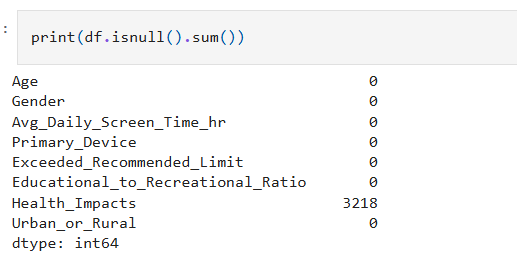 :
print(df.isnull().sum())
Age 0
Gender 0
Avg_Daily_Screen_Time_hr 0
Primary_Device 0
Exceeded_Recommended_Limit 0
Educational_to_Recreational_Ratio 0
Health_Impacts 3218
Urban_or_Rural 0
dtype: int64